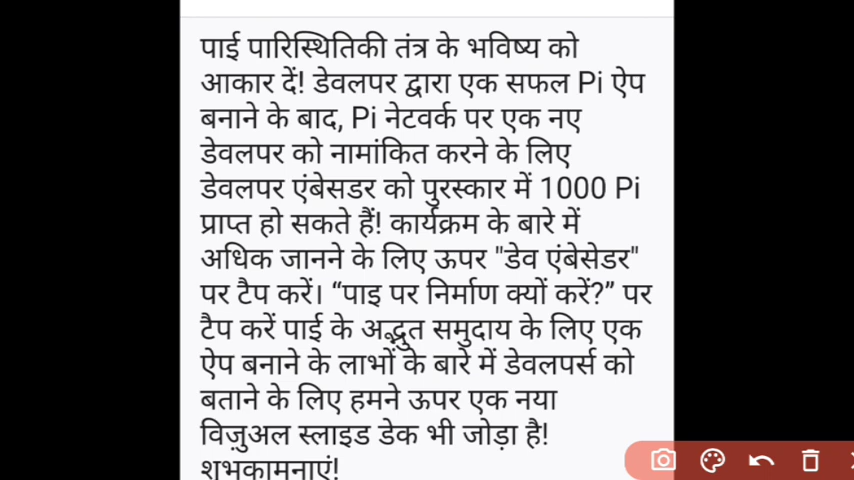 पाई पारिस्थितिकी तंत्र के भविष्य को
आकार दें! डेवलपर द्वारा एक सफल Pi ऐप
बनाने के बाद, Pi नेटवर्क पर एक नए
डेवलपर को नामांकित करने के लिए
डेवलपर एंबेसडर को पुरस्कार में 1000 Pi
प्राप्त हो सकते हैं! कार्यक्रम के बारे में
अधिक जानने के लिए ऊपर "डेव एंबेसेडर"
पर टैप करें। “पाइ पर निर्माण क्यों करें?” पर
टैप करें पाई के अद्भुत समुदाय के लिए एक
ऐप बनाने के लाभों के बारे में डेवलपर्स को
बताने के लिए हमने ऊपर एक नया
विज़ुअल स्लाइड डेक भी जोड़ा है!
शुभकामनाएं!